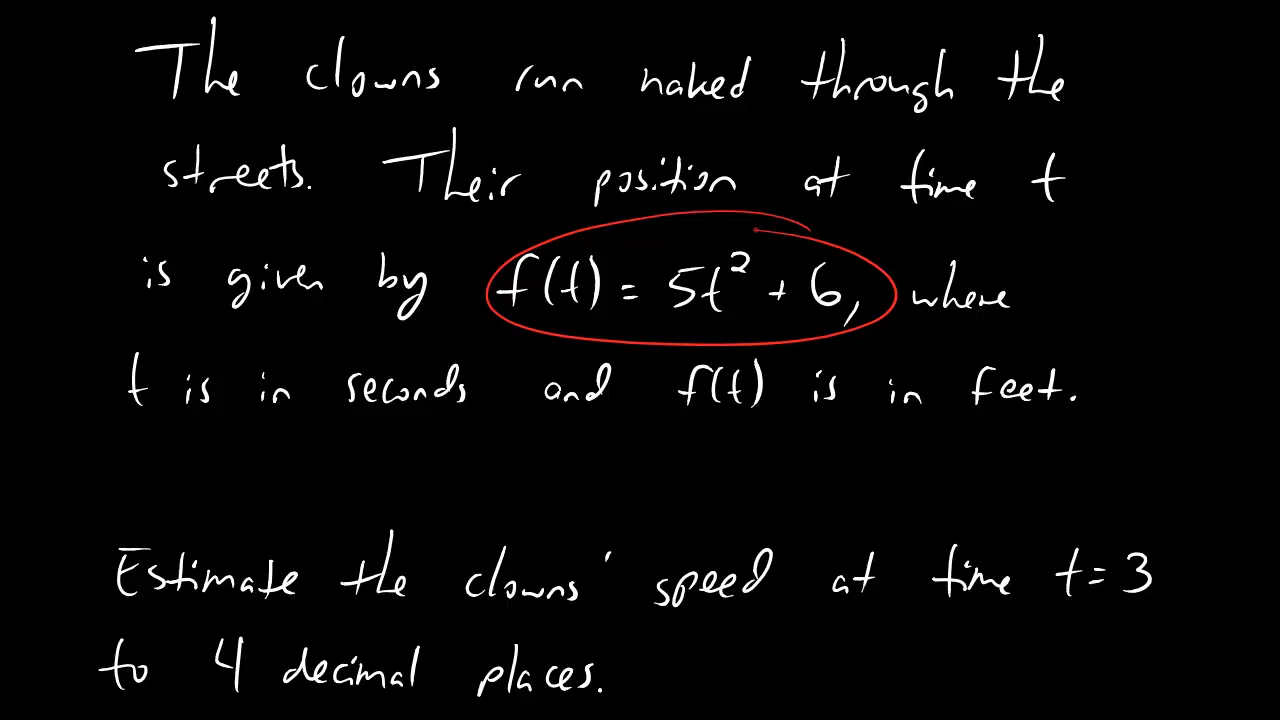 The clowns run naked through the
streets. Their position at time t
is given by f(t) = 5t² + 6, where
t is in seconds and f(t) is in feet.
Estimate the clowns' speed at time t = 3
to 4 decimal places.